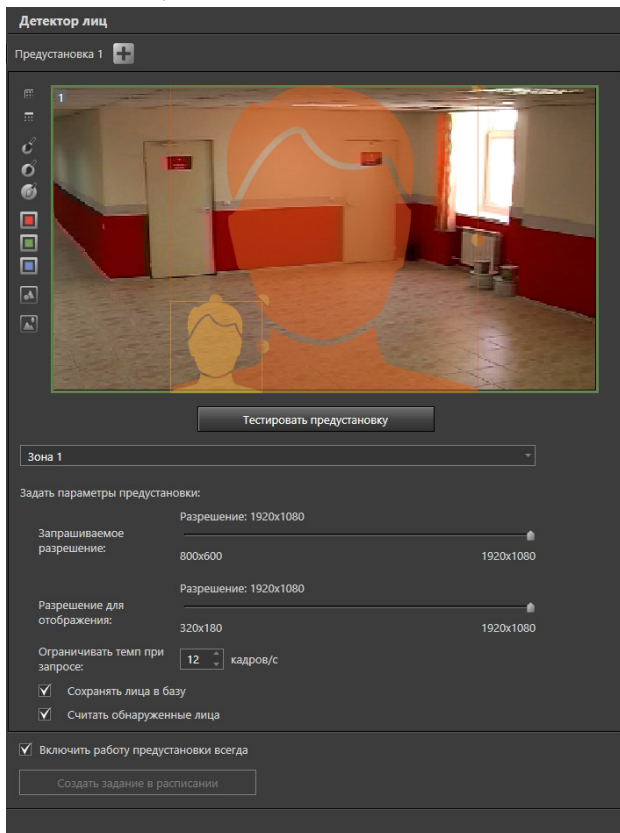 Детектор лиц
Предустановка 1
1
Тестировать предустановку
Зона 1
Задать параметры предустановки:
Разрешение: 1920x1080
Запрашиваемое
разрешение:
800x600 1920x1080
Разрешение: 1920x1080
Разрешение для
отображения:
320x180 1920x1080
Ограничивать темп при
запросе:
12 кадров/с
Сохранять лица в базу
Считать обнаруженные лица
Включить работу предустановки всегда
Создать задание в расписании